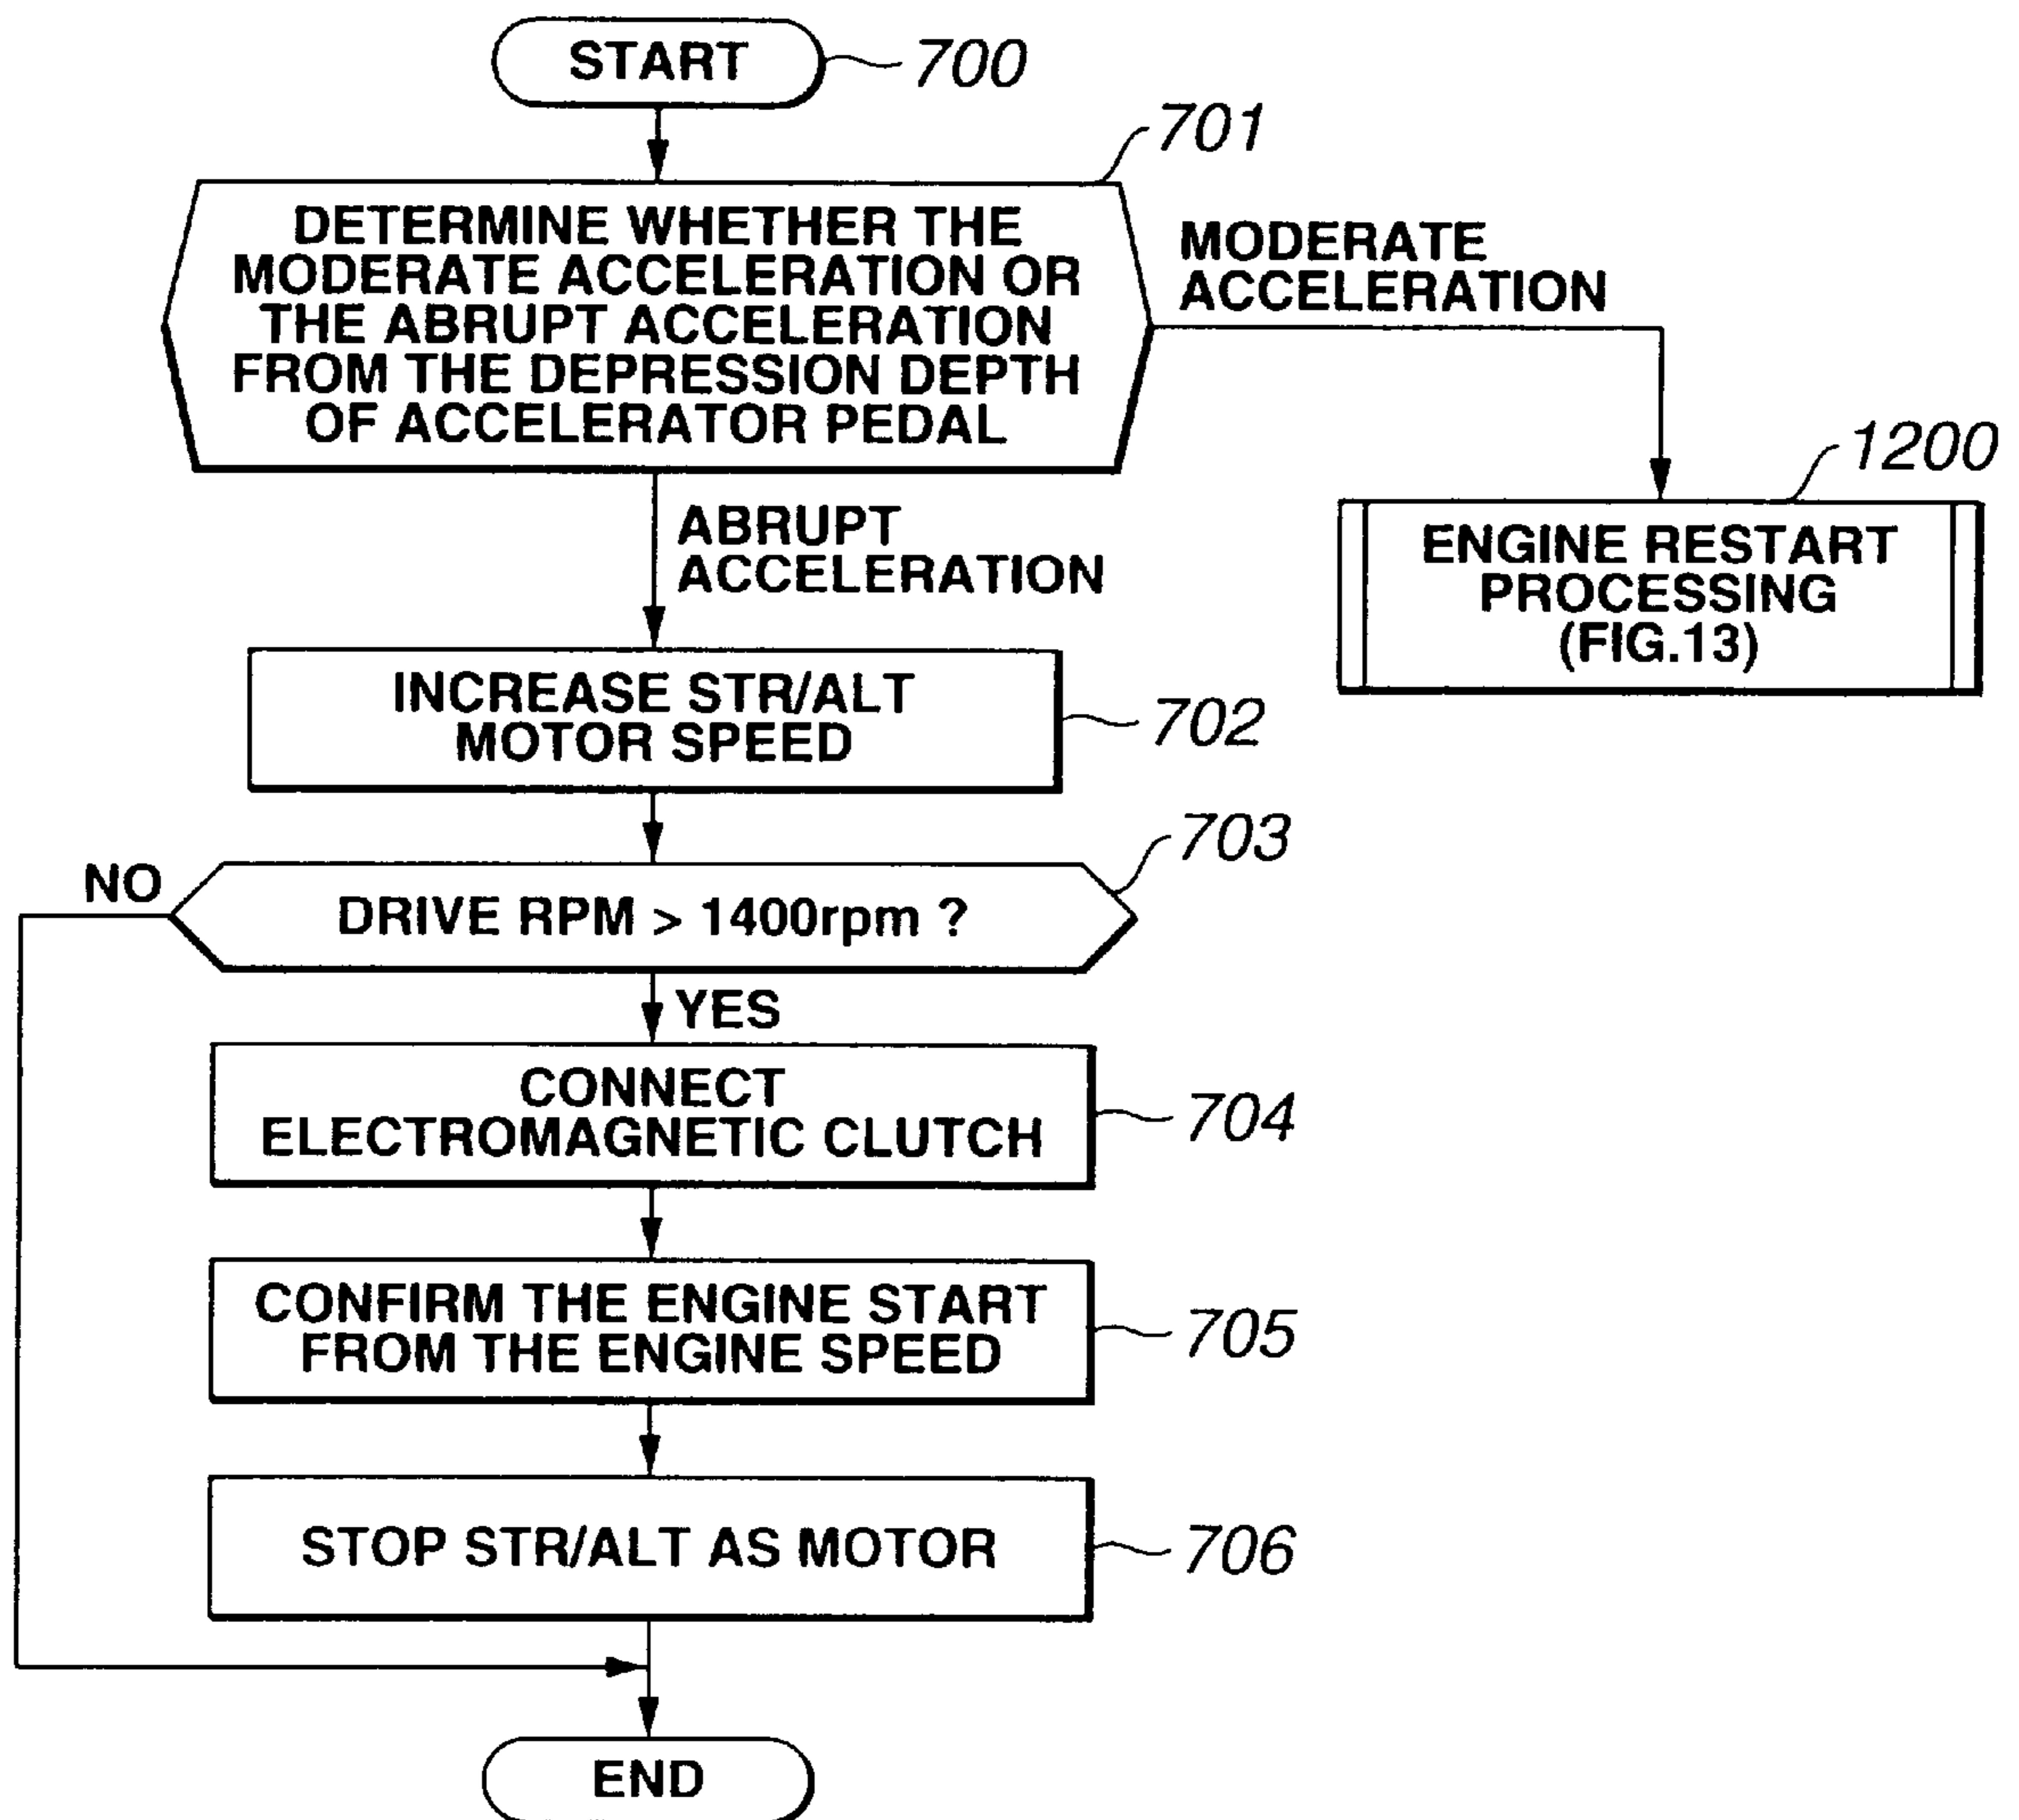 START
700
701
DETERMINE WHETHER THE
MODERATE ACCELERATION OR
THE ABRUPT ACCELERATION
FROM THE DEPRESSION DEPTH
OF ACCELERATOR PEDAL
MODERATE
ACCELERATION
1200
ENGINE RESTART
PROCESSING
(FIG.13)
ABRUPT
ACCELERATION
INCREASE STR/ALT
MOTOR SPEED
702
703
NO
DRIVE RPM > 1400rpm ?
YES
CONNECT
ELECTROMAGNETIC CLUTCH
704
CONFIRM THE ENGINE START
FROM THE ENGINE SPEED
705
STOP STR/ALT AS MOTOR
706
END